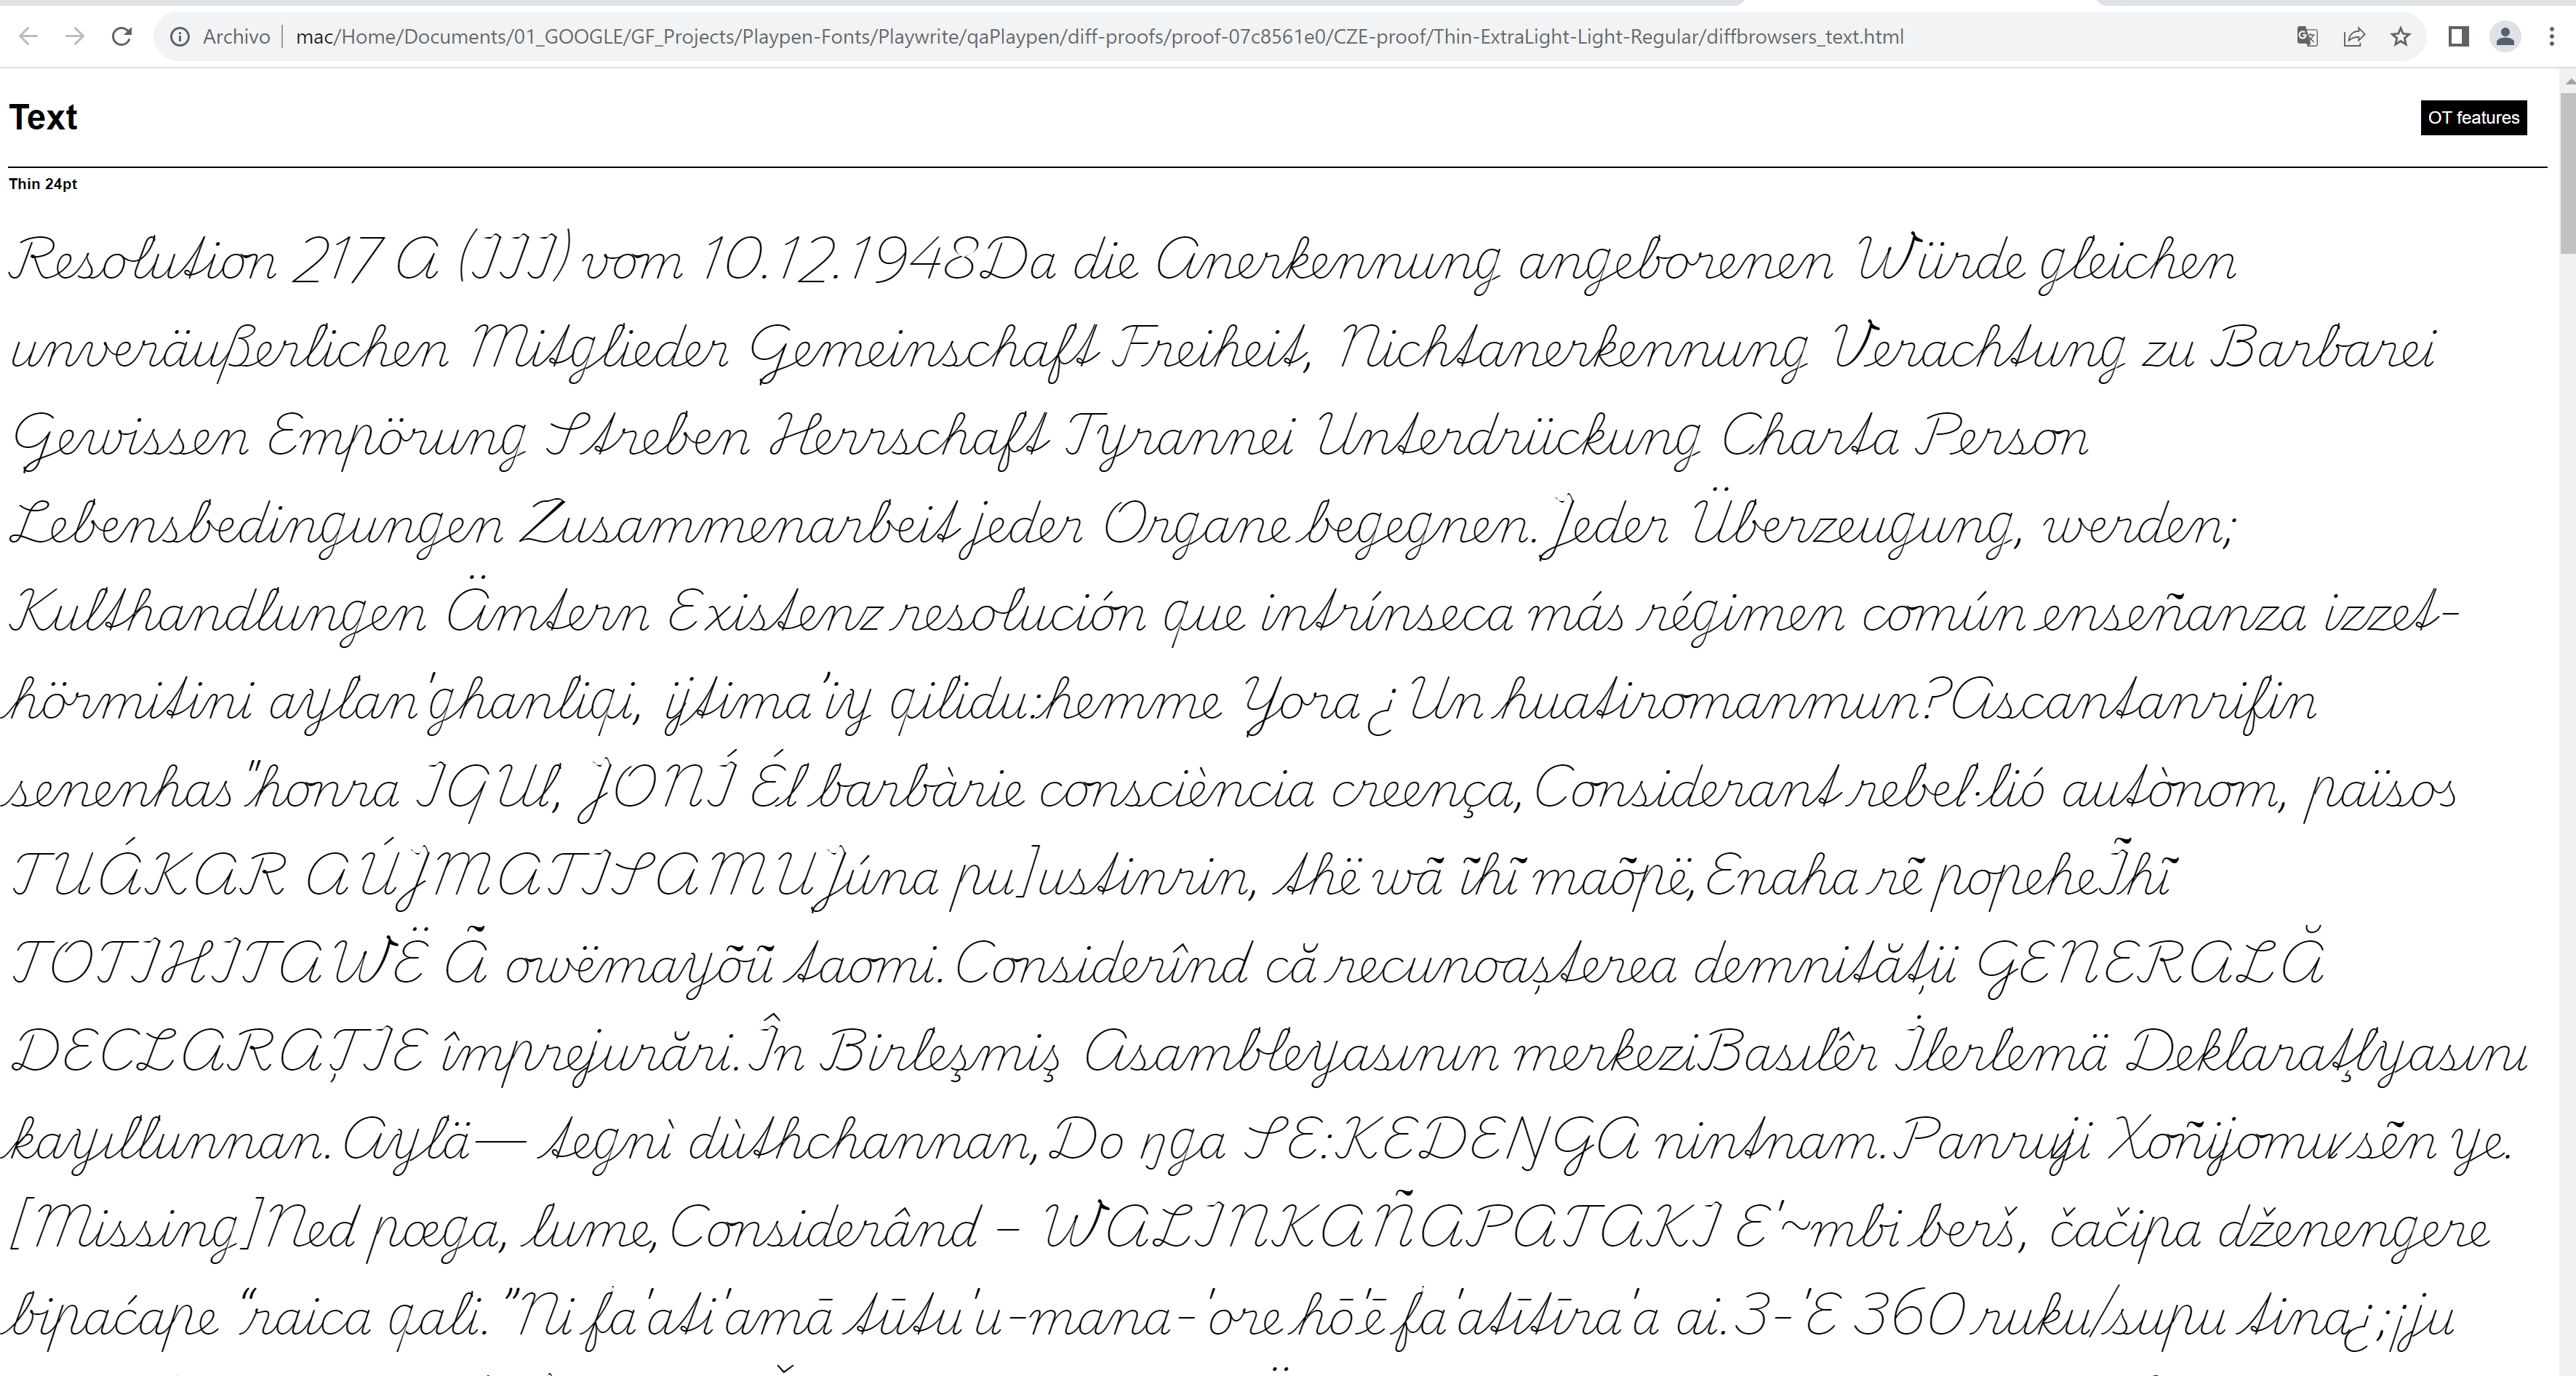 Archivo | mac/Home/Documents/01_GOOGLE/GF_Projects/Playpen-Fonts/Playwrite/qaPlaypen/diff-proofs/proof-07c8561e0/CZE-proof/Thin-ExtraLight-Light-Regular/diffbrowsers_text.html
Text
OT features
Thin 24pt
Resolution 217 A (III) vom 10.12.1948Da die Anerkennung angeborenen Würde gleichen
unveräußerlichen Mitglieder Gemeinschaft Freiheit, Nichtanerkennung Verachtung zu Barbarei
Gewissen Empörung Streben Herrschaft Tyrannei Unterdrückung Charta Person
Lebensbedingungen Zusammenarbeit jeder Organe begegnen. Jeder Überzeugung, werden;
Kulthandlungen Ämtern Existenz resolución que intrínseca más régimen común enseñanza izzet-
hörmitini aylan'ghanliqi, ijtima'iy qilidu:hemme Yora ¿Un huatiromanmun?Ascantanrifin
senenhas "honra IGUl, JONÍ Él barbàrie consciència creença, Considerant rebel·lió autònom, països
TUÁKAR AÚJMATISAMU Júna pu]ustinrin, thë wã ĩhĩ maõpë, Enaha rẽ popeheĨhĩ
TOTIHITAWË Ã owëmayõũ taomi. Considerînd că recunoașterea demnității GENERALĂ
DECLARAȚIE împrejurări. În Birleşmiş Asambleyasının merkeziBasılêr İlerlemä Deklaraţlyasını
kayıllunnan. Aylä— tegnì dùthchannan, Do ŋga SE:KEDEŊGA nintnam. Panruji Xoñijomuɾsẽn ye.
[Missing]Ned pœga, lume, Considerând – WALINKAÑAPATAKI E'~mbi berš, čačipa dženengere
bipaćape “raica qali.”Ni fa'ati'amā tūtu'u-mana-'ore hō'ē fa'atītīra'a ai.3-'E 360 ruku/supu tina¿;¡ju